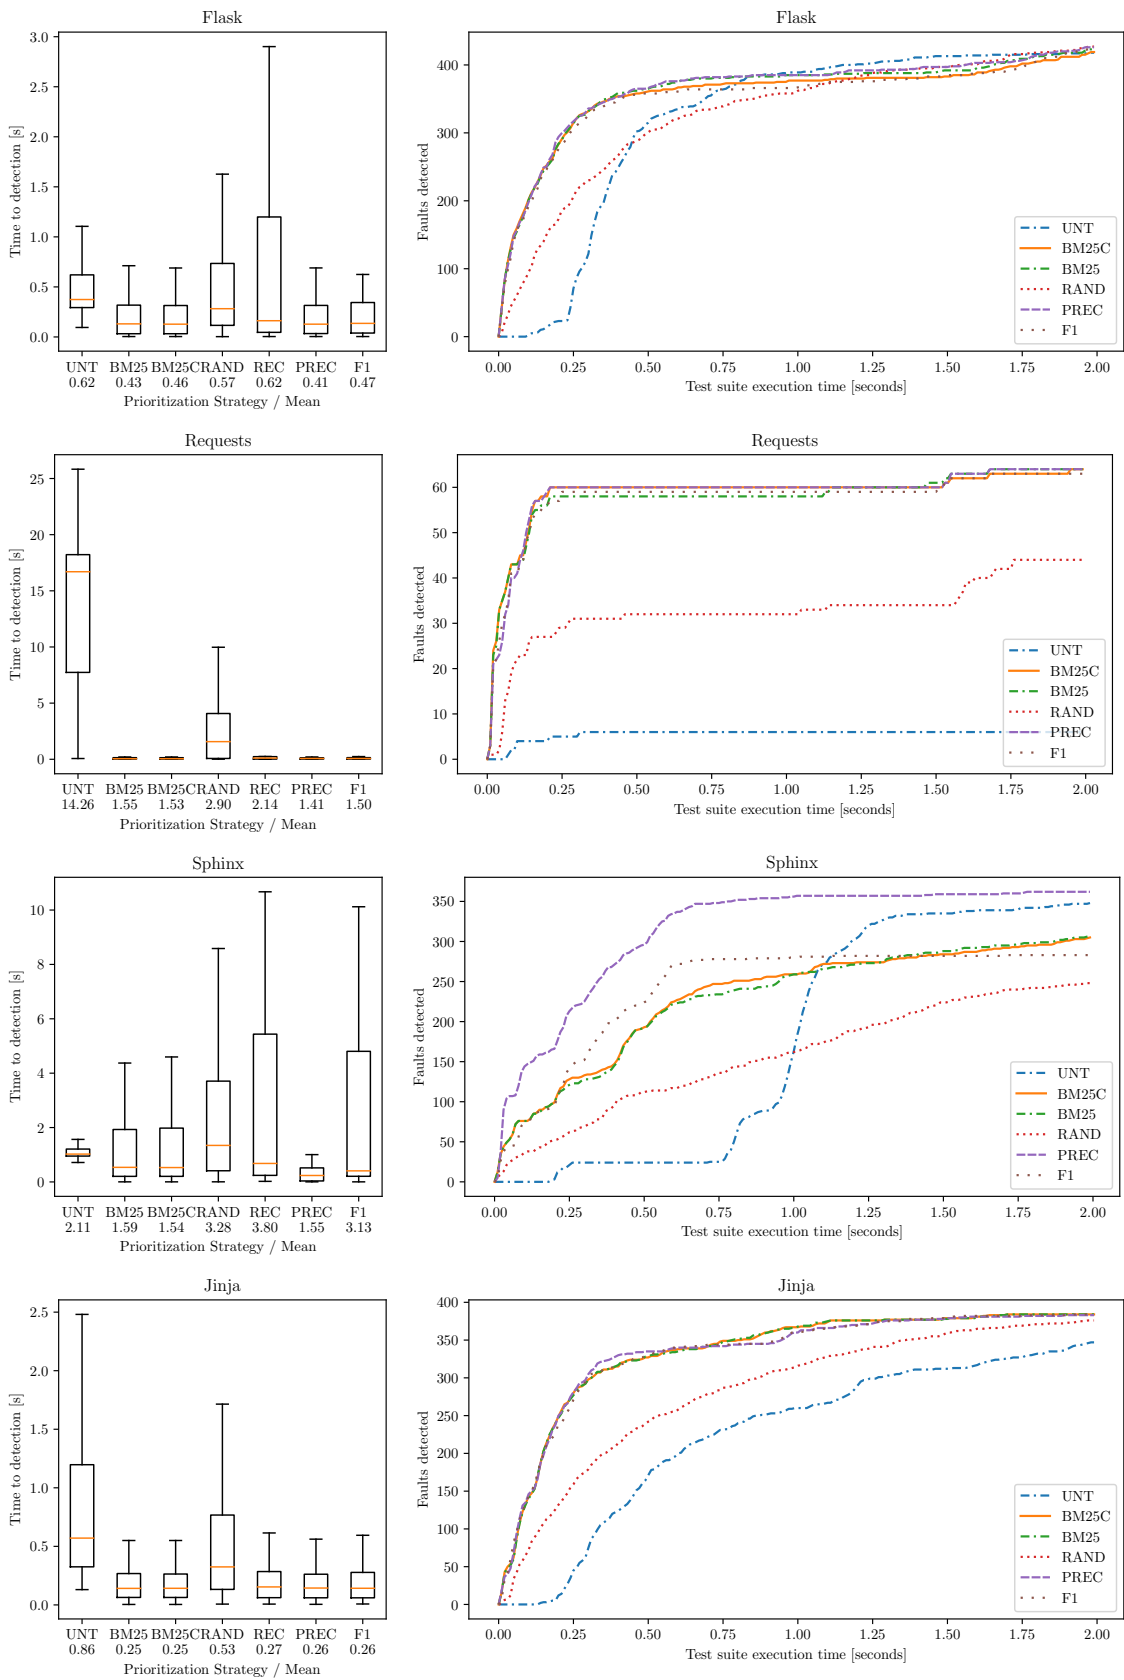 Flask
3.0
2.5
2.0
1.5
1.0
0.5
0.0
Time to detection [s]
UNT BM25 BM25C RAND REC PREC F1
0.62 0.43 0.46 0.57 0.62 0.41 0.47
Prioritization Strategy / Mean
Flask
400
300
200
100
0
Faults detected
0.00 0.25 0.50 0.75 1.00 1.25 1.50 1.75 2.00
Test suite execution time [seconds]
UNT
BM25C
BM25
RAND
PREC
F1
Requests
25
20
15
10
5
0
Time to detection [s]
UNT BM25 BM25C RAND REC PREC F1
14.26 1.55 1.53 2.90 2.14 1.41 1.50
Prioritization Strategy / Mean
Requests
60
50
40
30
20
10
0
Faults detected
0.00 0.25 0.50 0.75 1.00 1.25 1.50 1.75 2.00
Test suite execution time [seconds]
UNT
BM25C
BM25
RAND
PREC
F1
Sphinx
10
8
6
4
2
0
Time to detection [s]
UNT BM25 BM25C RAND REC PREC F1
2.11 1.59 1.54 3.28 3.80 1.55 3.13
Prioritization Strategy / Mean
Sphinx
350
300
250
200
150
100
50
0
Faults detected
0.00 0.25 0.50 0.75 1.00 1.25 1.50 1.75 2.00
Test suite execution time [seconds]
UNT
BM25C
BM25
RAND
PREC
F1
Jinja
2.5
2.0
1.5
1.0
0.5
0.0
Time to detection [s]
UNT BM25 BM25C RAND REC PREC F1
0.86 0.25 0.25 0.53 0.27 0.26 0.26
Prioritization Strategy / Mean
Jinja
400
350
300
250
200
150
100
50
0
Faults detected
0.00 0.25 0.50 0.75 1.00 1.25 1.50 1.75 2.00
Test suite execution time [seconds]
UNT
BM25C
BM25
RAND
PREC
F1